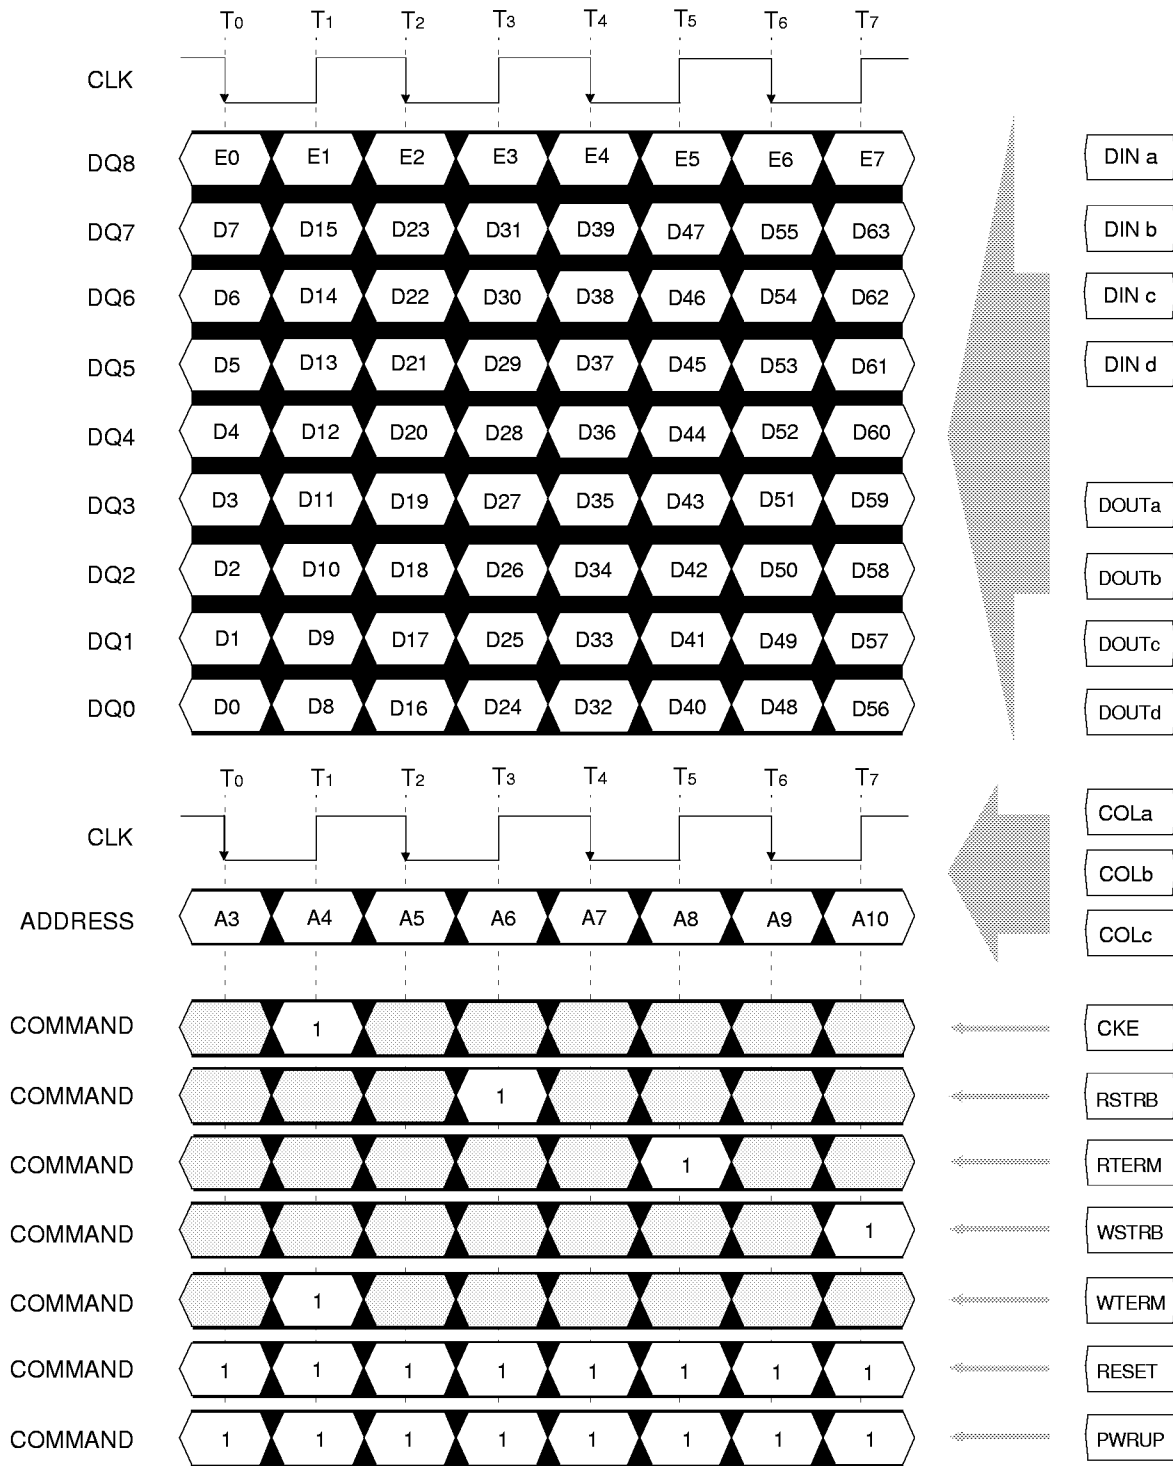 T0 T1 T2 T3 T4 T5 T6 T7
CLK
DQ8 E0 E1 E2 E3 E4 E5 E6 E7 DIN a
DQ7 D7 D15 D23 D31 D39 D47 D55 D63 DIN b
DQ6 D6 D14 D22 D30 D38 D46 D54 D62 DIN c
DQ5 D5 D13 D21 D29 D37 D45 D53 D61 DIN d
DQ4 D4 D12 D20 D28 D36 D44 D52 D60
DQ3 D3 D11 D19 D27 D35 D43 D51 D59 DOUTa
DQ2 D2 D10 D18 D26 D34 D42 D50 D58 DOUTb
DQ1 D1 D9 D17 D25 D33 D41 D49 D57 DOUTc
DQ0 D0 D8 D16 D24 D32 D40 D48 D56 DOUTd
T0 T1 T2 T3 T4 T5 T6 T7
COLa
CLK
COLb
ADDRESS A3 A4 A5 A6 A7 A8 A9 A10
COLc
COMMAND 1 CKE
COMMAND 1 RSTRB
COMMAND 1 RTERM
COMMAND 1 WSTRB
COMMAND 1 WTERM
COMMAND 1 1 1 1 1 1 1 1 RESET
COMMAND 1 1 1 1 1 1 1 1 PWRUP